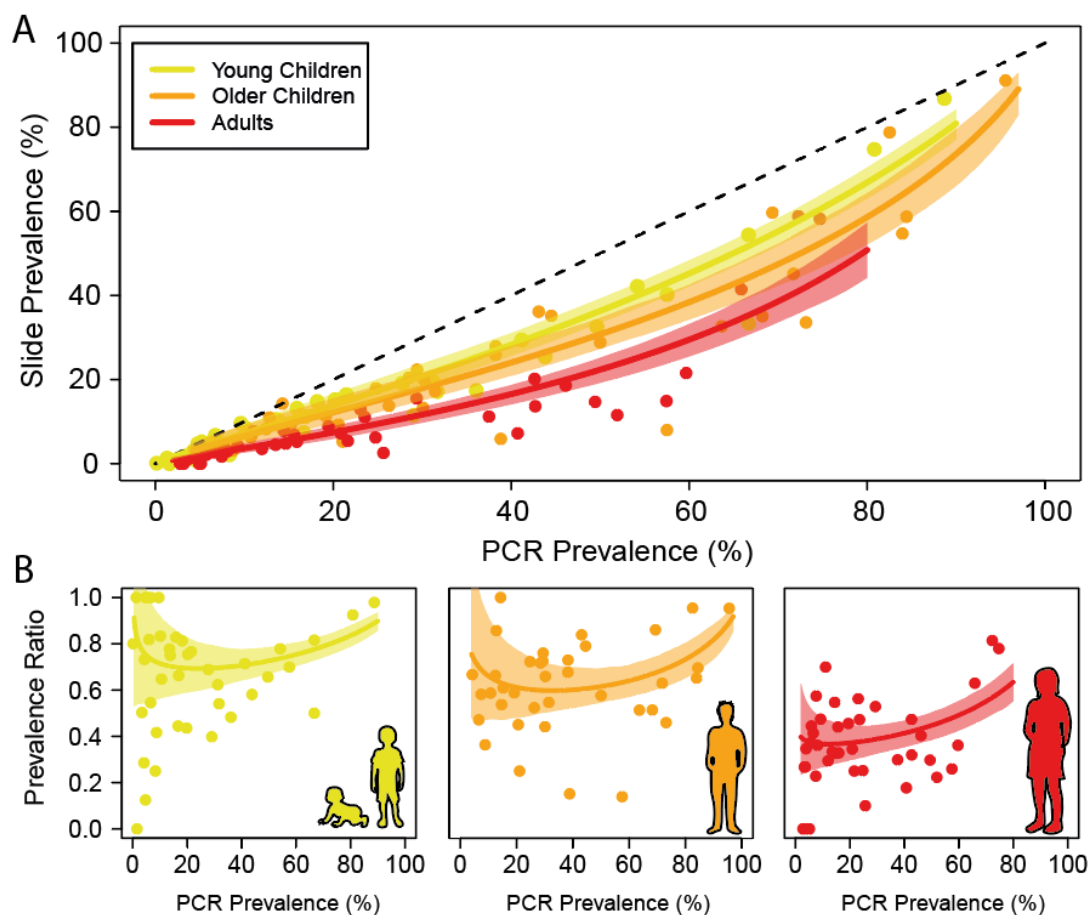 A
Young Children
Older Children
Adults
Slide Prevalence (%)
100
80
60
40
20
0
0 20 40 60 80 100
PCR Prevalence (%)
B
Prevalence Ratio
1.0
0.8
0.6
0.4
0.2
0.0
0 20 40 60 80 100
0 20 40 60 80 100
0 20 40 60 80 100
PCR Prevalence (%)
PCR Prevalence (%)
PCR Prevalence (%)